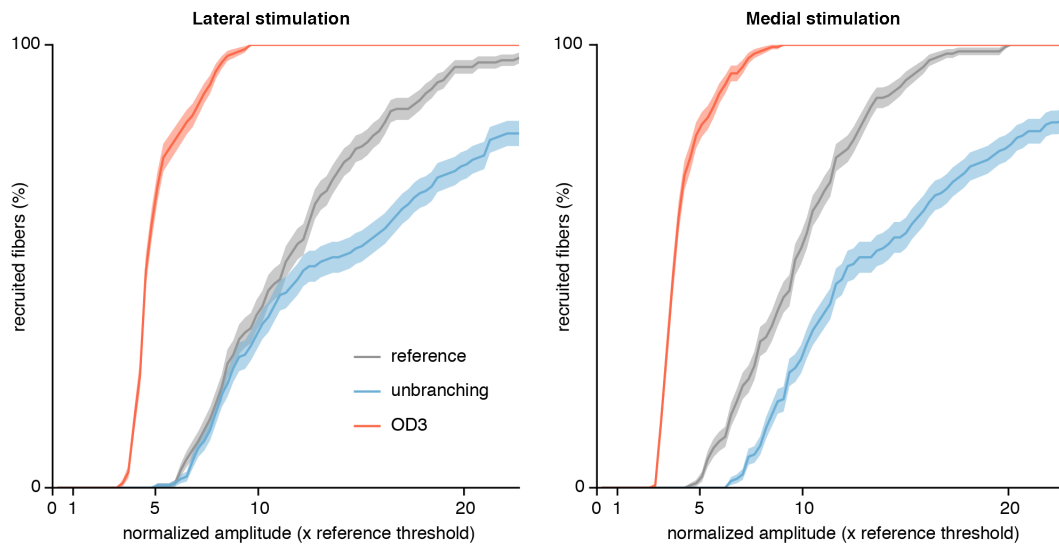 Lateral stimulation
100
recruited fibers (%)
0
0 1 5 10 20
normalized amplitude (x reference threshold)
reference
unbranching
OD3
Medial stimulation
100
recruited fibers (%)
0
0 1 5 10 20
normalized amplitude (x reference threshold)